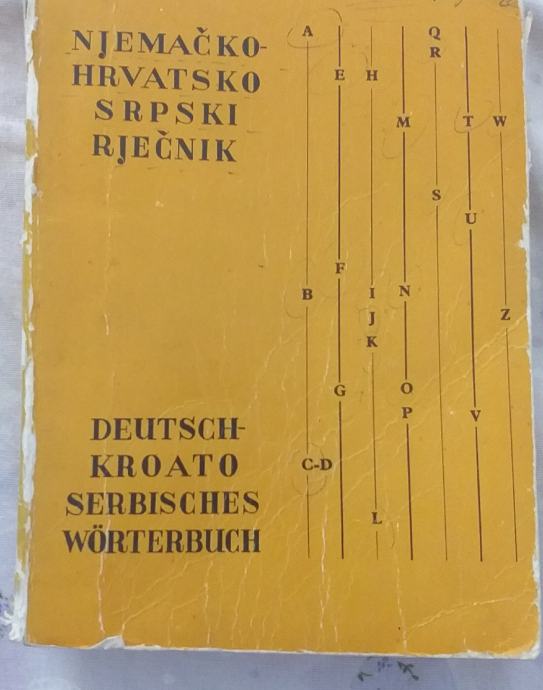 NJEMAČKO-
HRVATSKO
SRPSKI
RJEČNIK
DEUTSCH-
KROATO
SERBISCHES
WÖRTERBUCH
A
B
C-D
E
F
G
H
I
J
K
L
M
N
O
P
Q
R
S
T
U
V
W
Z